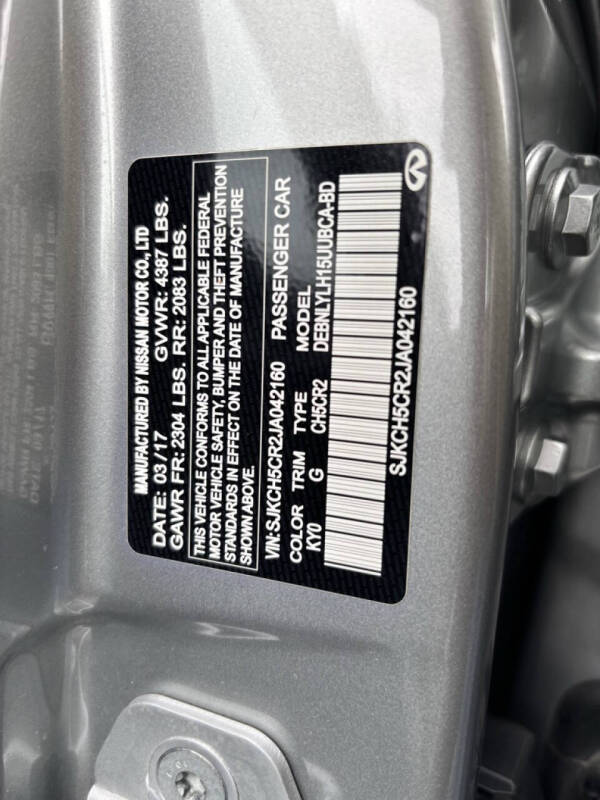 MANUFACTURED BY NISSAN MOTOR CO., LTD
DATE: 03 / 17 GVWR: 4387 LBS.
GAWR FR: 2304 LBS. RR: 2083 LBS.
THIS VEHICLE CONFORMS TO ALL APPLICABLE FEDERAL
MOTOR VEHICLE SAFETY, BUMPER AND THEFT PREVENTION
STANDARDS IN EFFECT ON THE DATE OF MANUFACTURE
SHOWN ABOVE.
VIN: SJKCH5CR2JA042160 PASSENGER CAR
COLOR TRIM TYPE MODEL
KY0 G CH5CR2 DEBNLYLH15UUBCA-BD
SJKCH5CR2JA042160